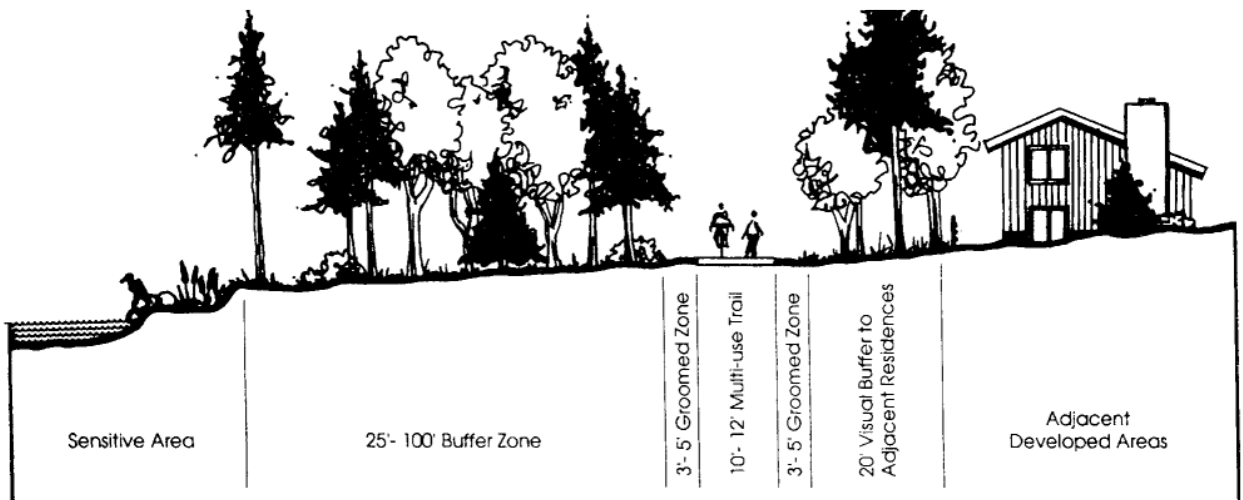 Sensitive Area
25'- 100' Buffer Zone
3'- 5' Groomed Zone
10'- 12' Multi-use Trail
3'- 5' Groomed Zone
20' Visual Buffer to
Adjacent Residences
Adjacent
Developed Areas